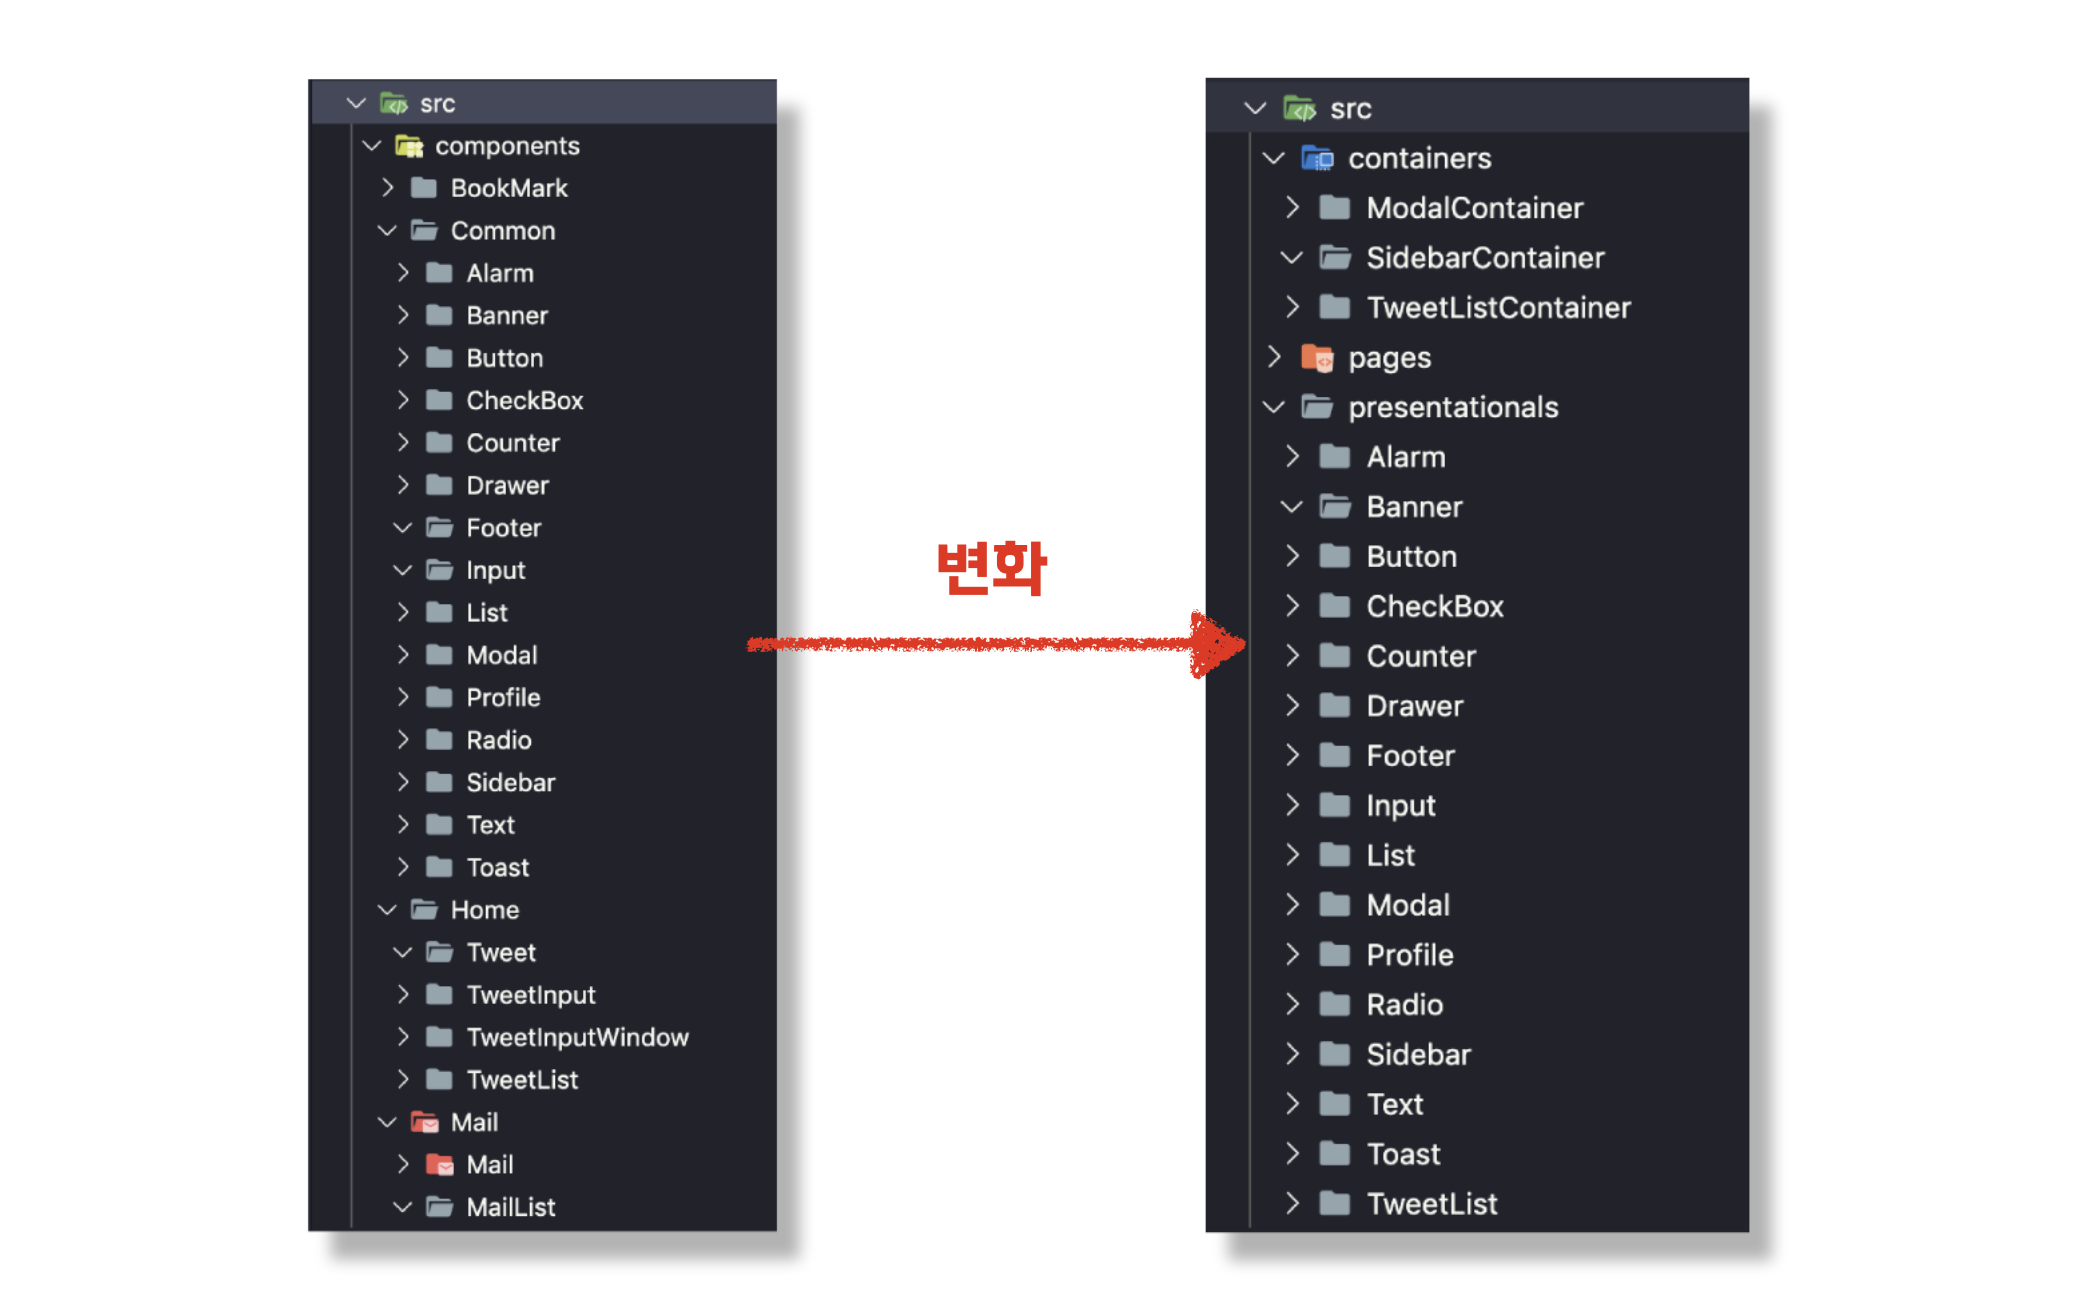 src
components
BookMark
Common
Alarm
Banner
Button
CheckBox
Counter
Drawer
Footer
Input
List
Modal
Profile
Radio
Sidebar
Text
Toast
Home
Tweet
TweetInput
TweetInputWindow
TweetList
Mail
Mail
MailList
변화
src
containers
ModalContainer
SidebarContainer
TweetListContainer
pages
presentationals
Alarm
Banner
Button
CheckBox
Counter
Drawer
Footer
Input
List
Modal
Profile
Radio
Sidebar
Text
Toast
TweetList